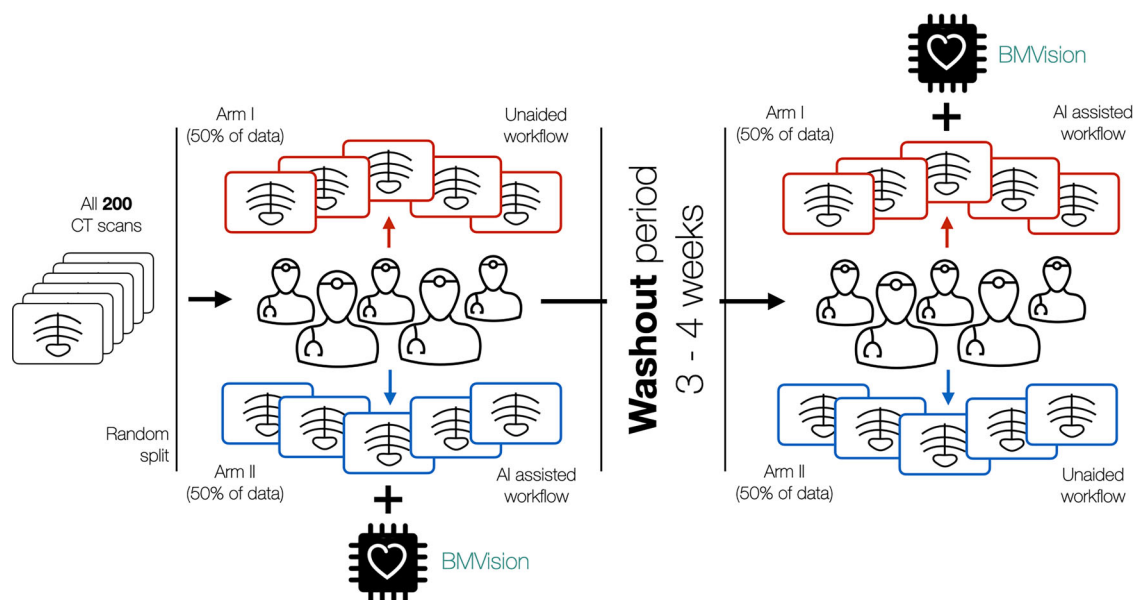 All 200
CT scans
Random
split
Arm I
(50% of data)
Unaided
workflow
Arm II
(50% of data)
AI assisted
workflow
BMVision
Washout period
3 - 4 weeks
BMVision
Arm I
(50% of data)
AI assisted
workflow
Arm II
(50% of data)
Unaided
workflow